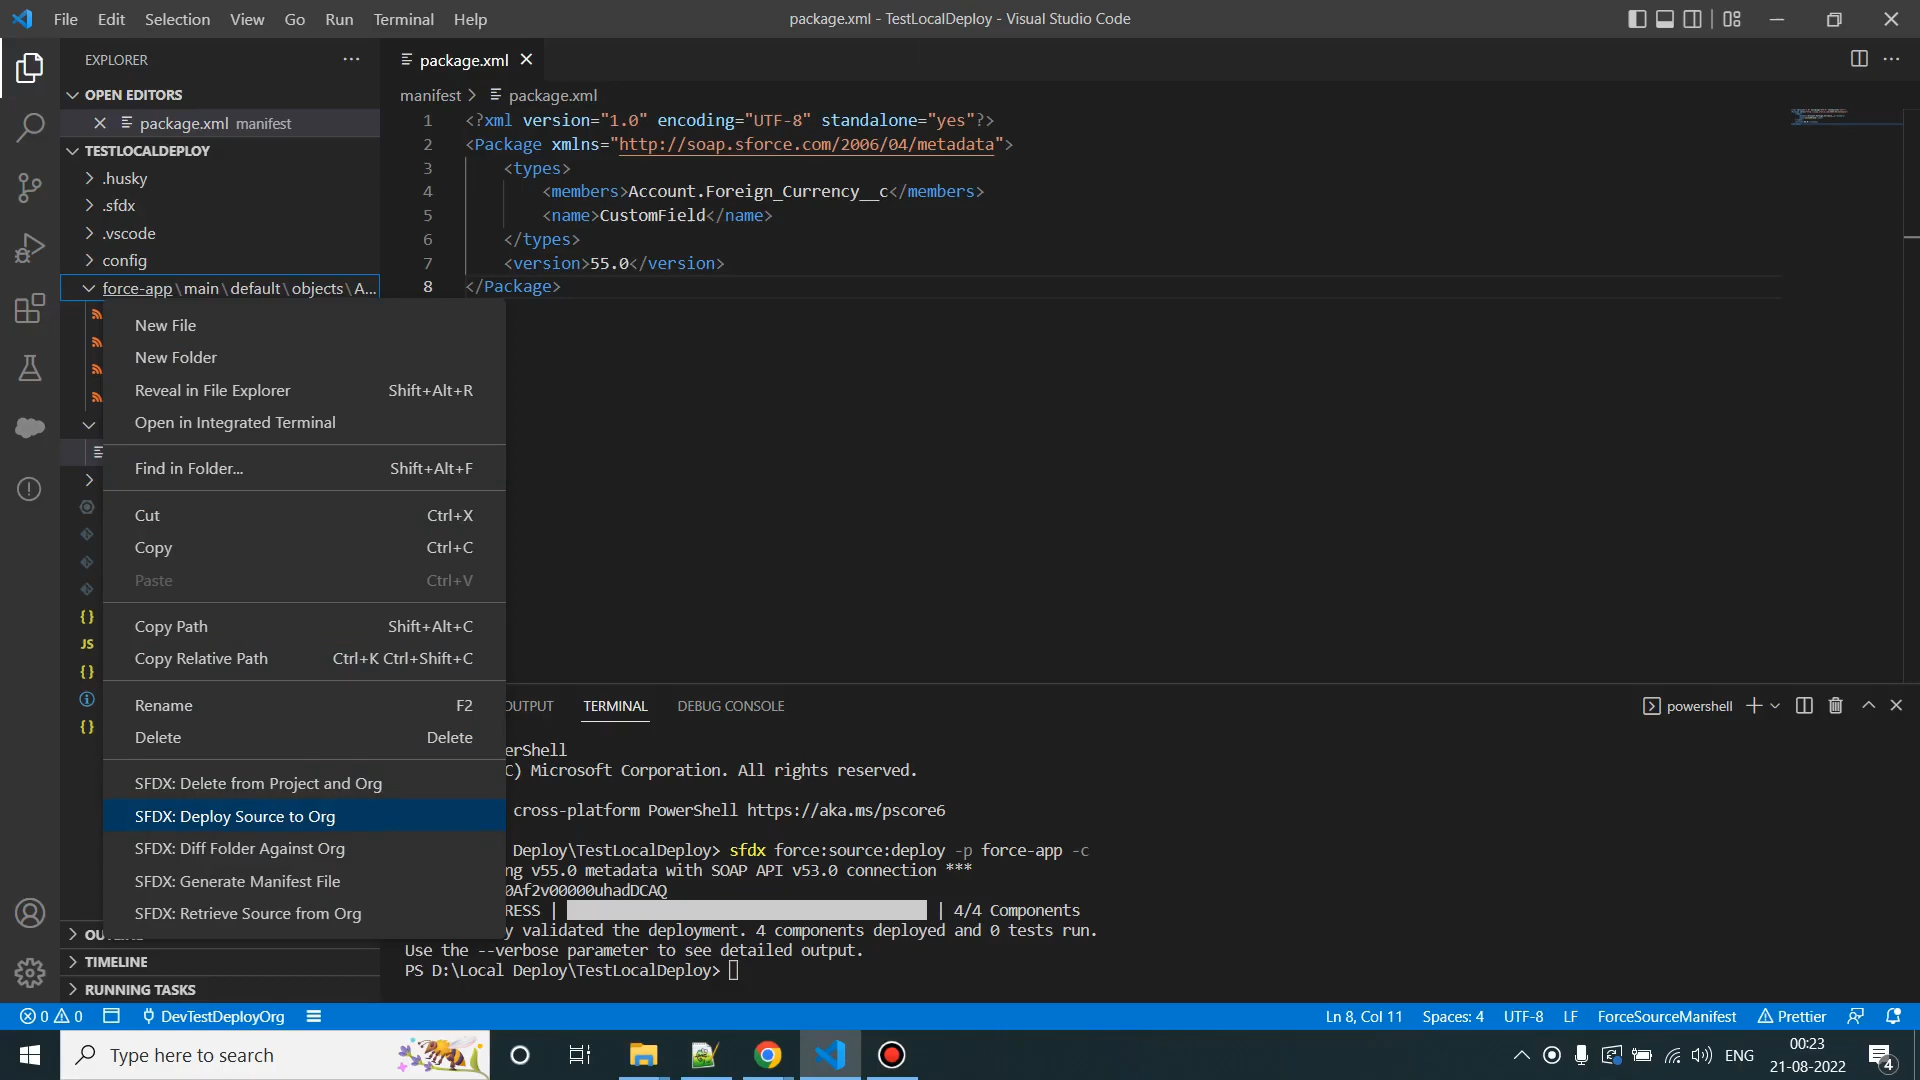 File Edit Selection View Go Run Terminal Help
package.xml - TestLocalDeploy - Visual Studio Code
EXPLORER
OPEN EDITORS
package.xml manifest
TESTLOCALDEPLOY
.husky
.sfdx
.vscode
config
force-app\main\default\objects\A...
New File
New Folder
Reveal in File Explorer Shift+Alt+R
Open in Integrated Terminal
Find in Folder... Shift+Alt+F
Cut Ctrl+X
Copy Ctrl+C
Paste Ctrl+V
Copy Path Shift+Alt+C
Copy Relative Path Ctrl+K Ctrl+Shift+C
Rename F2
Delete Delete
SFDX: Delete from Project and Org
SFDX: Deploy Source to Org
SFDX: Diff Folder Against Org
SFDX: Generate Manifest File
SFDX: Retrieve Source from Org
{ }
JS
{ }
{ }
TIMELINE
RUNNING TASKS
package.xml
manifest > package.xml
1 <?xml version="1.0" encoding="UTF-8" standalone="yes"?>
2 <Package xmlns="http://soap.sforce.com/2006/04/metadata">
3 <types>
4 <members>Account.Foreign_Currency__c</members>
5 <name>CustomField</name>
6 </types>
7 <version>55.0</version>
8 </Package>
OUTPUT TERMINAL DEBUG CONSOLE
powershell
erShell
C) Microsoft Corporation. All rights reserved.
cross-platform PowerShell https://aka.ms/pscore6
Deploy\TestLocalDeploy> sfdx force:source:deploy -p force-app -c
ng v55.0 metadata with SOAP API v53.0 connection ***
0Af2v00000uhadDCAQ
RESS | | 4/4 Components
y validated the deployment. 4 components deployed and 0 tests run.
Use the --verbose parameter to see detailed output.
PS D:\Local Deploy\TestLocalDeploy>
0 0 DevTestDeployOrg
Ln 8, Col 11 Spaces: 4 UTF-8 LF ForceSourceManifest Prettier
Type here to search
ENG
00:23
21-08-2022
4